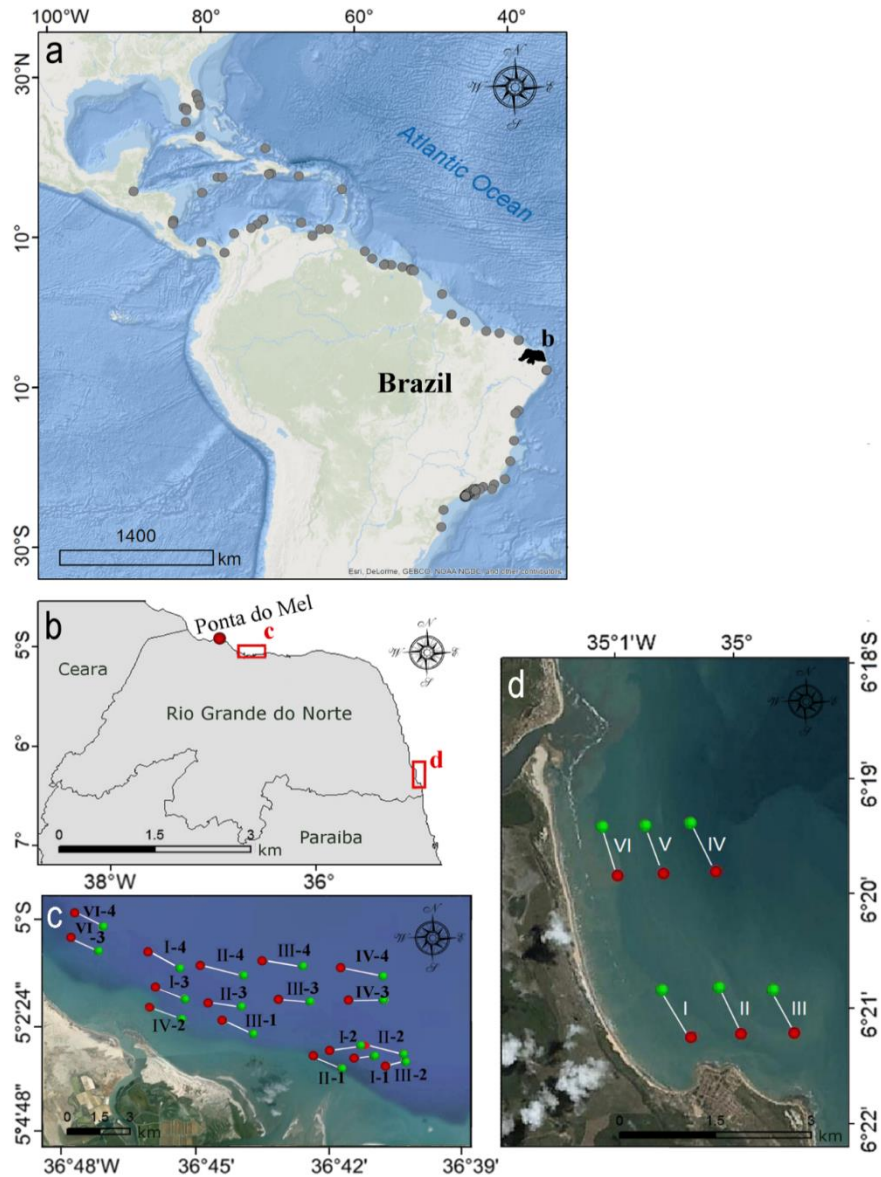 100°W 80° 60° 40°
a
N
W E
S
30°N
10°
10°
30°S
Atlantic Ocean
b
Brazil
1400
km
Esri, DeLorme, GEBCO, NOAA NGDC, and other contributors
b
Ponta do Mel
c
N
W E
S
5°S
6°
7°
Ceara
Rio Grande do Norte
d
Paraiba
0 1.5 3
km
38°W 36°
c
N
W E
S
5°S
5°2'24"
5°4'48"
VI-4
VI
-3
I-4
II-4
III-4
IV-4
I-3
II-3
III-3
IV-3
IV-2
III-1
I-2
II-2
II-1
I-1
III-2
0 1.5 3
km
36°48'W 36°45' 36°42' 36°39'
35°1'W 35°
d
N
W E
S
6°18'S
6°19'
6°20'
6°21'
6°22'
VI V IV
I II III
0 1.5 3
km